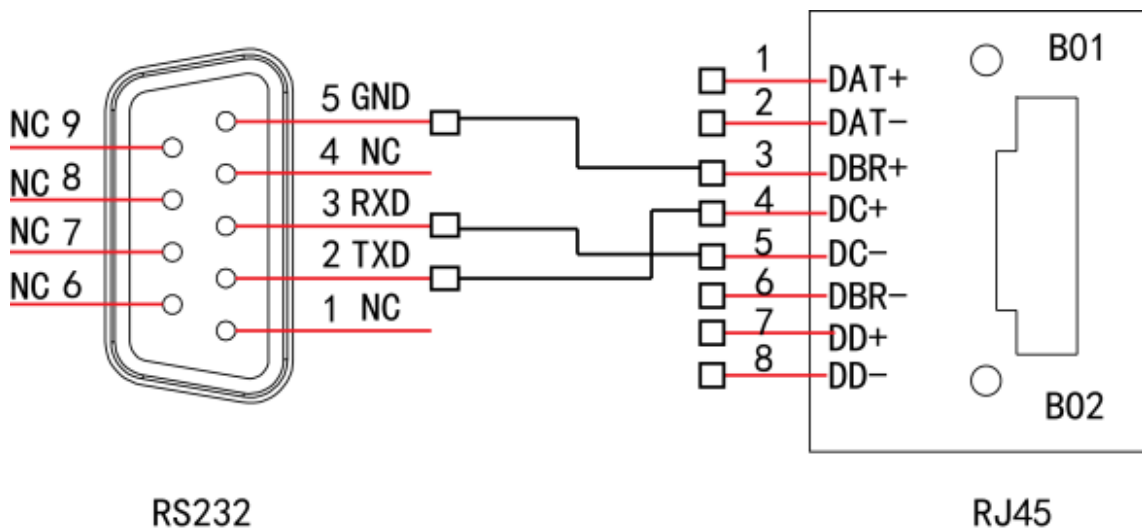 NC 9
NC 8
NC 7
NC 6
5 GND
4 NC
3 RXD
2 TXD
1 NC
RS232
1 DAT+
2 DAT-
3 DBR+
4 DC+
5 DC-
6 DBR-
7 DD+
8 DD-
B01
B02
RJ45